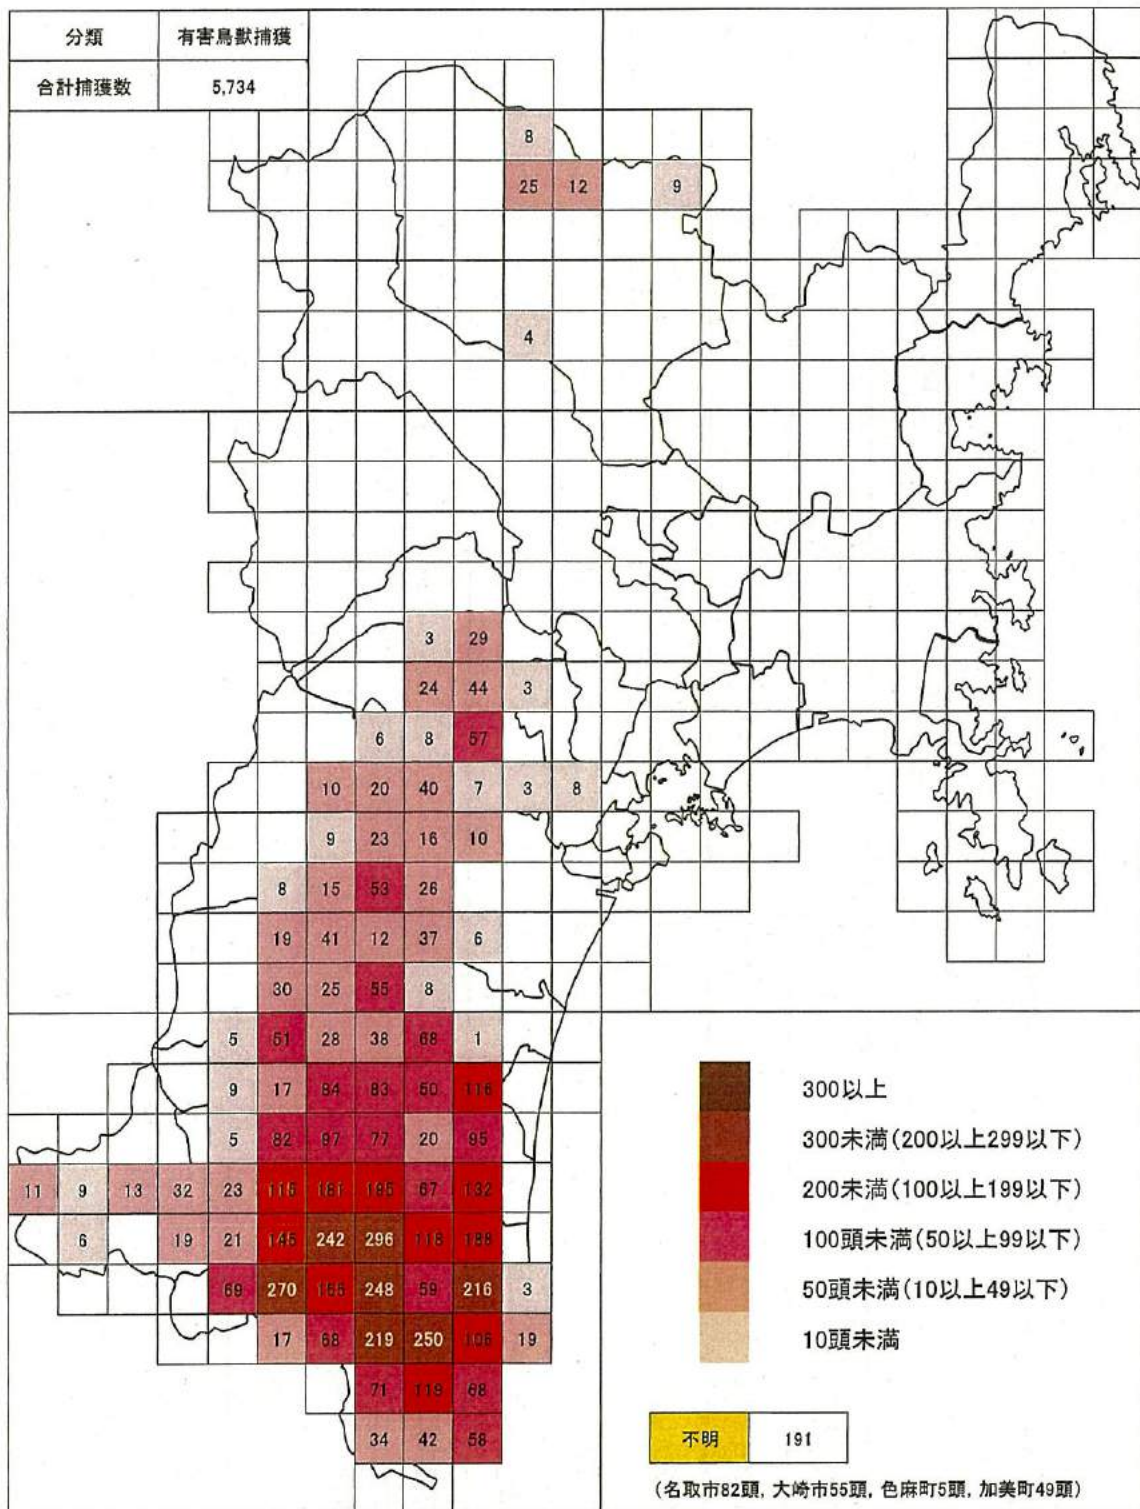 分類 有害鳥獣捕獲
合計捕獲数 5,734
8
25 12 9
4
3 29
24 44 3
6 8 57
10 20 40 7 3 8
9 23 16 10
8 15 53 26
19 41 12 37 6
30 25 55 8
5 51 28 38 68 1
9 17 84 83 50 116
5 82 97 77 20 95
11 9 13 32 23 115 181 195 67 132
6 19 21 145 242 296 118 188
69 270 248 59 216 3
17 68 219 250 106 19
71 119 68
34 42 58
300以上
300未満(200以上299以下)
200未満(100以上199以下)
100頭未満(50以上99以下)
50頭未満(10以上49以下)
10頭未満
不明 191
(名取市82頭, 大崎市55頭, 色麻町5頭, 加美町49頭)